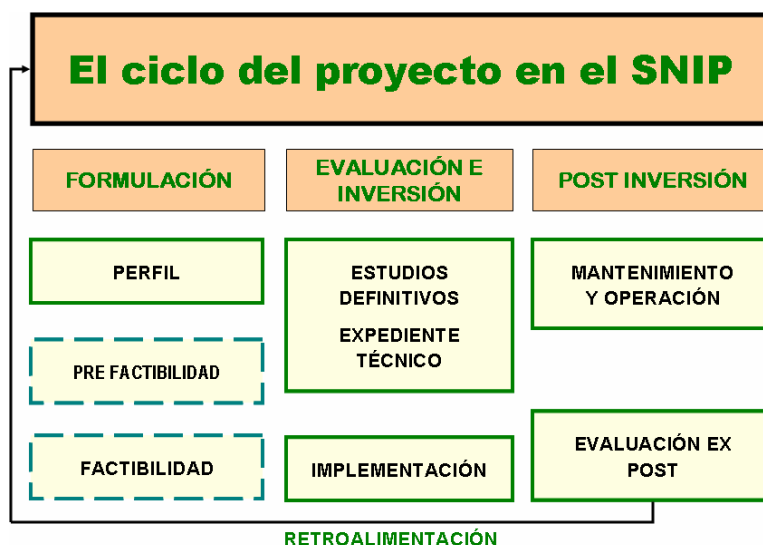 El ciclo del proyecto en el SNIP
FORMULACIÓN
EVALUACIÓN E
INVERSIÓN
POST INVERSIÓN
PERFIL
ESTUDIOS
DEFINITIVOS
EXPEDIENTE
TÉCNICO
MANTENIMIENTO
Y OPERACIÓN
PRE FACTIBILIDAD
FACTIBILIDAD
IMPLEMENTACIÓN
EVALUACIÓN EX
POST
RETROALIMENTACIÓN